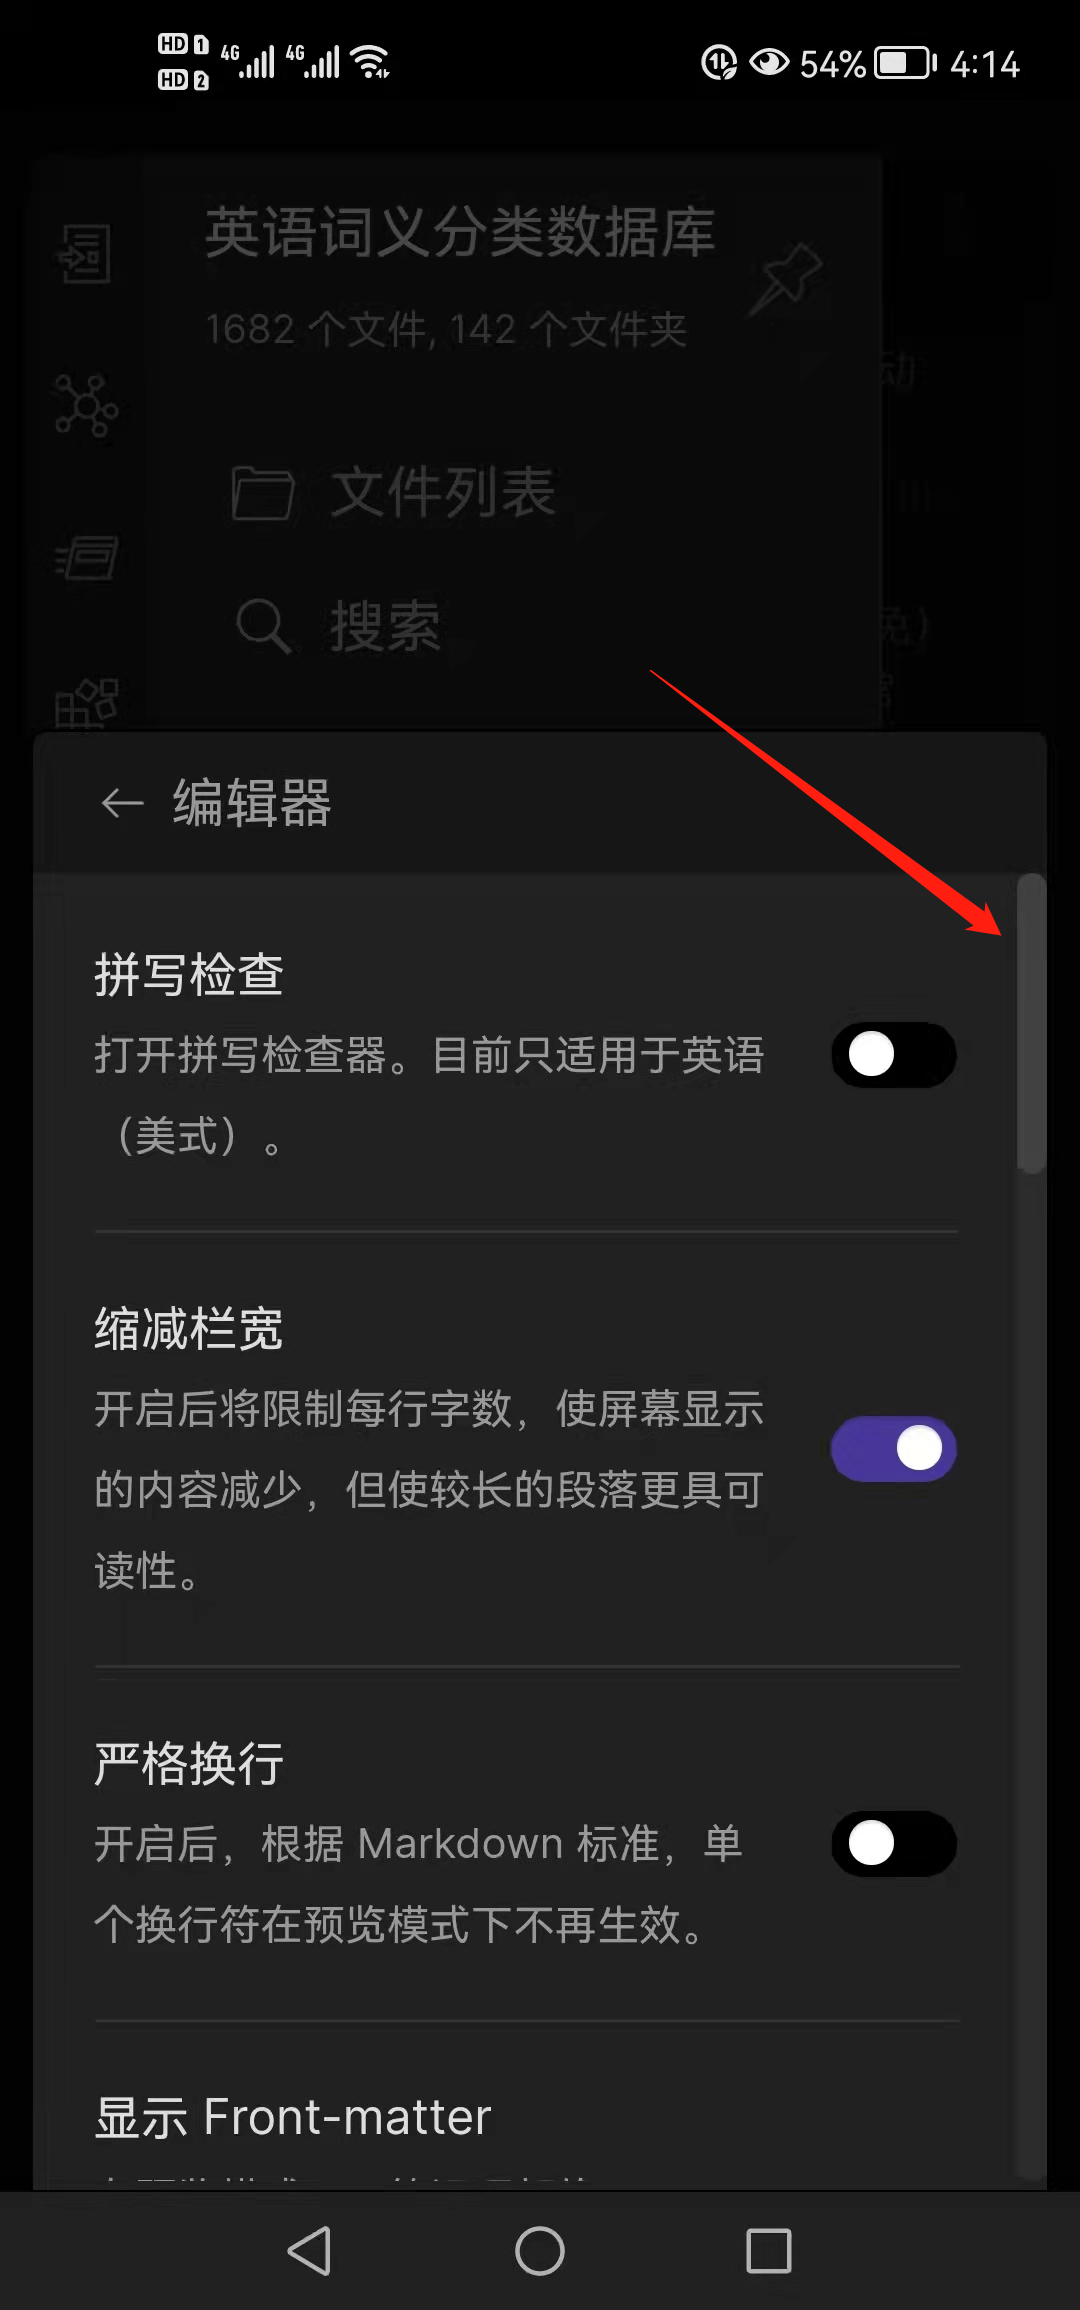 HD 1 4G 4G 54% 4:14
HD 2
英语词义分类数据库
1682 个文件, 142 个文件夹
动
文件列表
搜索
编辑器
拼写检查
打开拼写检查器。目前只适用于英语
（美式）。
缩减栏宽
开启后将限制每行字数，使屏幕显示
的内容减少，但使较长的段落更具可
读性。
严格换行
开启后，根据 Markdown 标准，单
个换行符在预览模式下不再生效。
显示 Front-matter